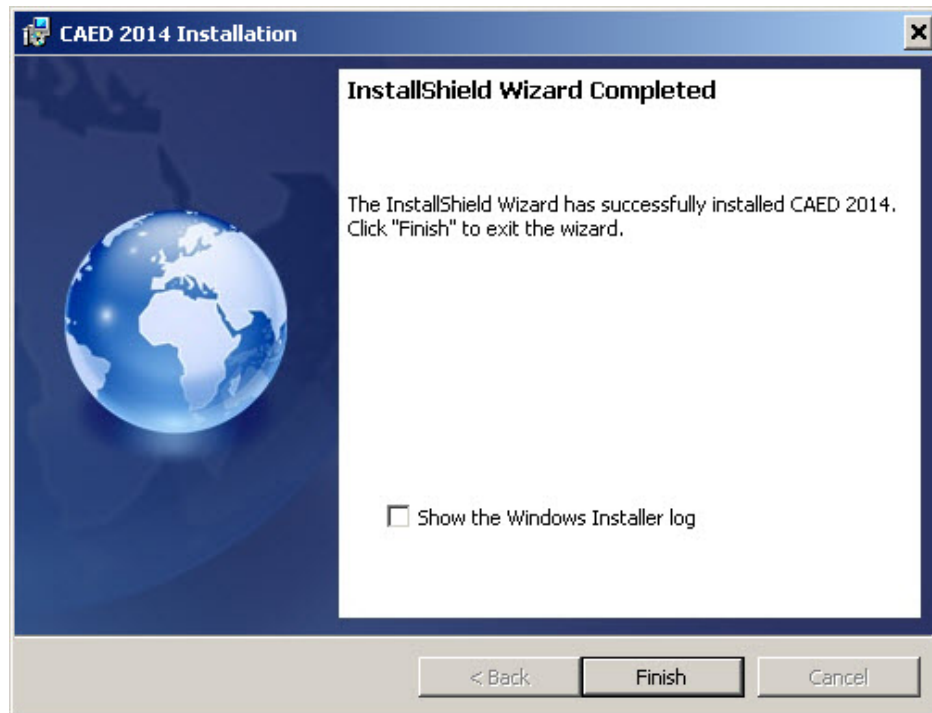 CAED 2014 Installation
InstallShield Wizard Completed
The InstallShield Wizard has successfully installed CAED 2014.
Click "Finish" to exit the wizard.
Show the Windows Installer log
< Back
Finish
Cancel